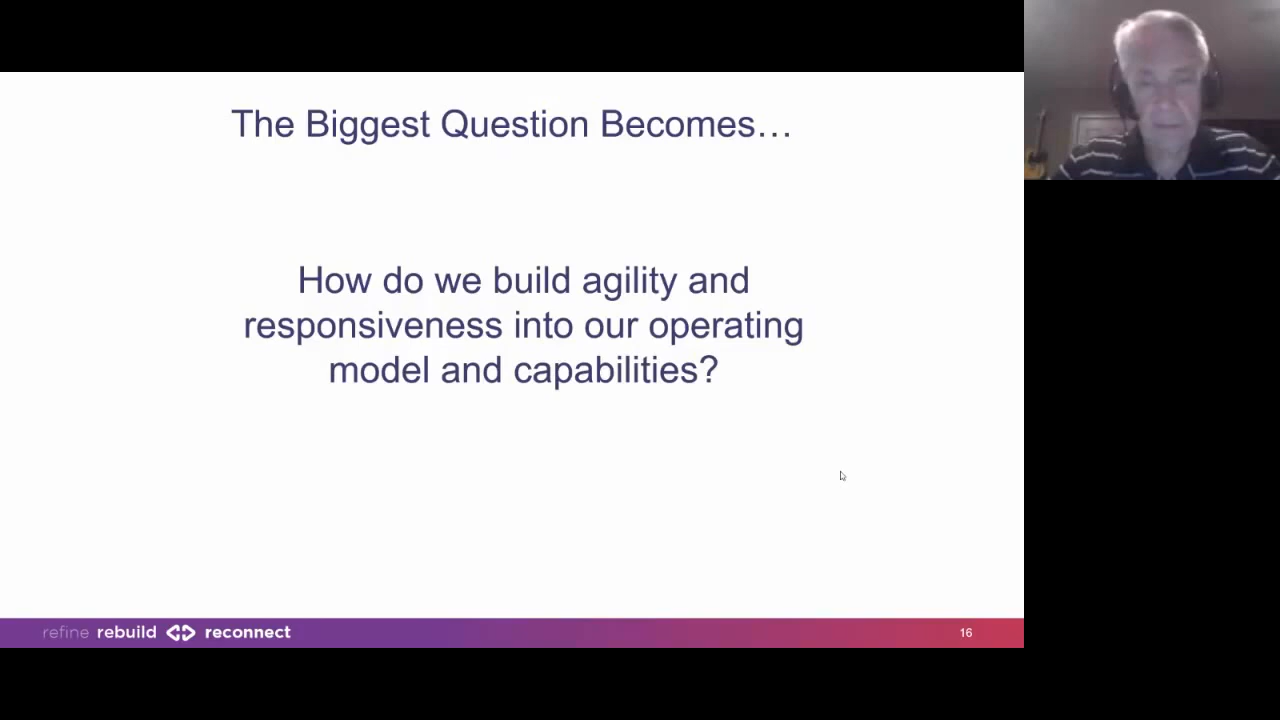 The Biggest Question Becomes…
How do we build agility and
responsiveness into our operating
model and capabilities?
refine rebuild reconnect
16